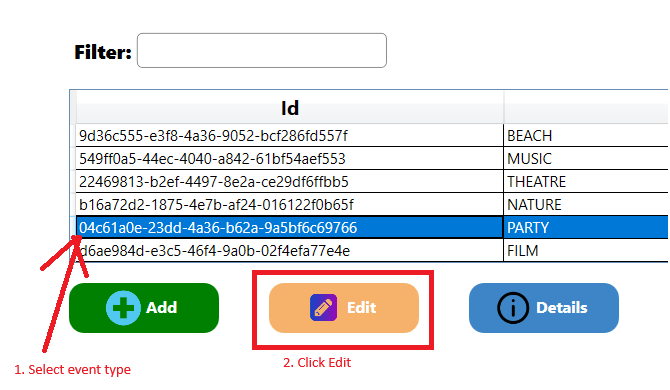 Filter:
Id
9d36c555-e3f8-4a36-9052-bcf286fd557f BEACH
549ff0a5-44ec-4040-a842-61bf54aef553 MUSIC
22469813-b2ef-4497-8e2a-ce29df6ffbb5 THEATRE
b16a72d2-1875-4e7b-af24-016122f0b65f NATURE
04c61a0e-23dd-4a36-b62a-9a5bf6c69766 PARTY
d6ae984d-e3c5-46f4-9a0b-02f4efa77e4e FILM
Add Edit Details
1. Select event type 2. Click Edit